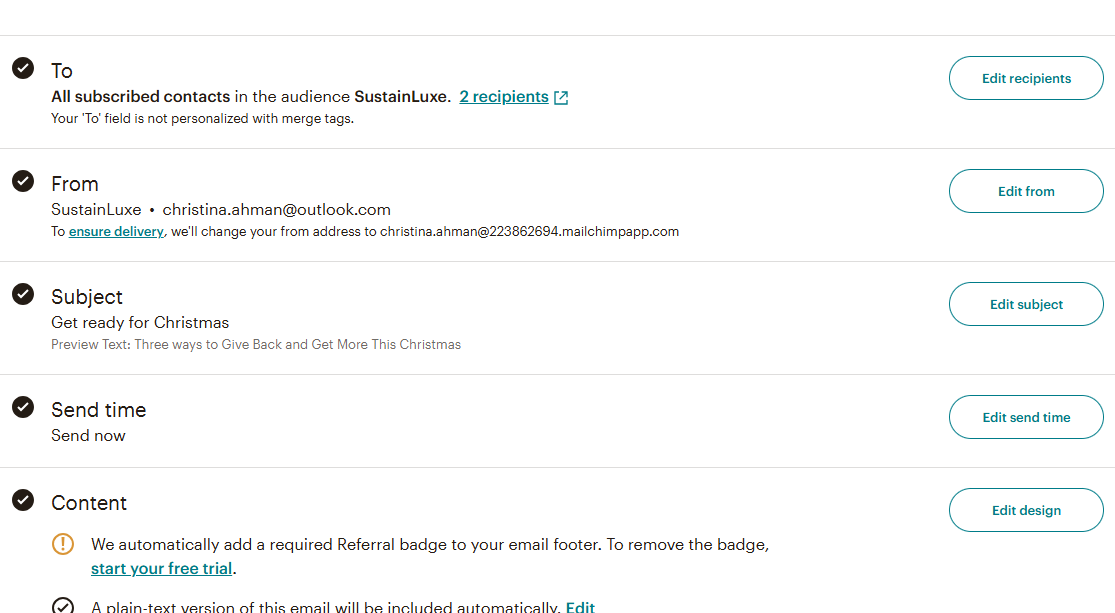 To
All subscribed contacts in the audience SustainLuxe. 2 recipients
Your 'To' field is not personalized with merge tags.
Edit recipients
From
SustainLuxe • christina.ahman@outlook.com
To ensure delivery, we'll change your from address to christina.ahman@223862694.mailchimpapp.com
Edit from
Subject
Get ready for Christmas
Preview Text: Three ways to Give Back and Get More This Christmas
Edit subject
Send time
Send now
Edit send time
Content
Edit design
We automatically add a required Referral badge to your email footer. To remove the badge,
start your free trial.
A plain-text version of this email will be included automatically. Edit